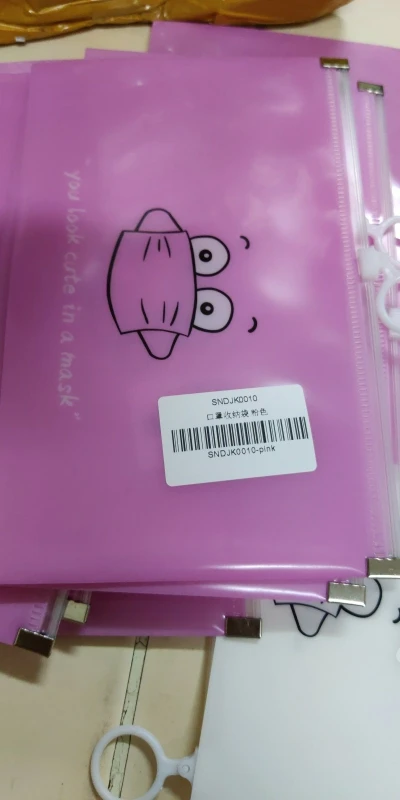 you look cute in a mask"
SNDJK0010
口罩收纳袋 粉色
SNDJK0010-pink